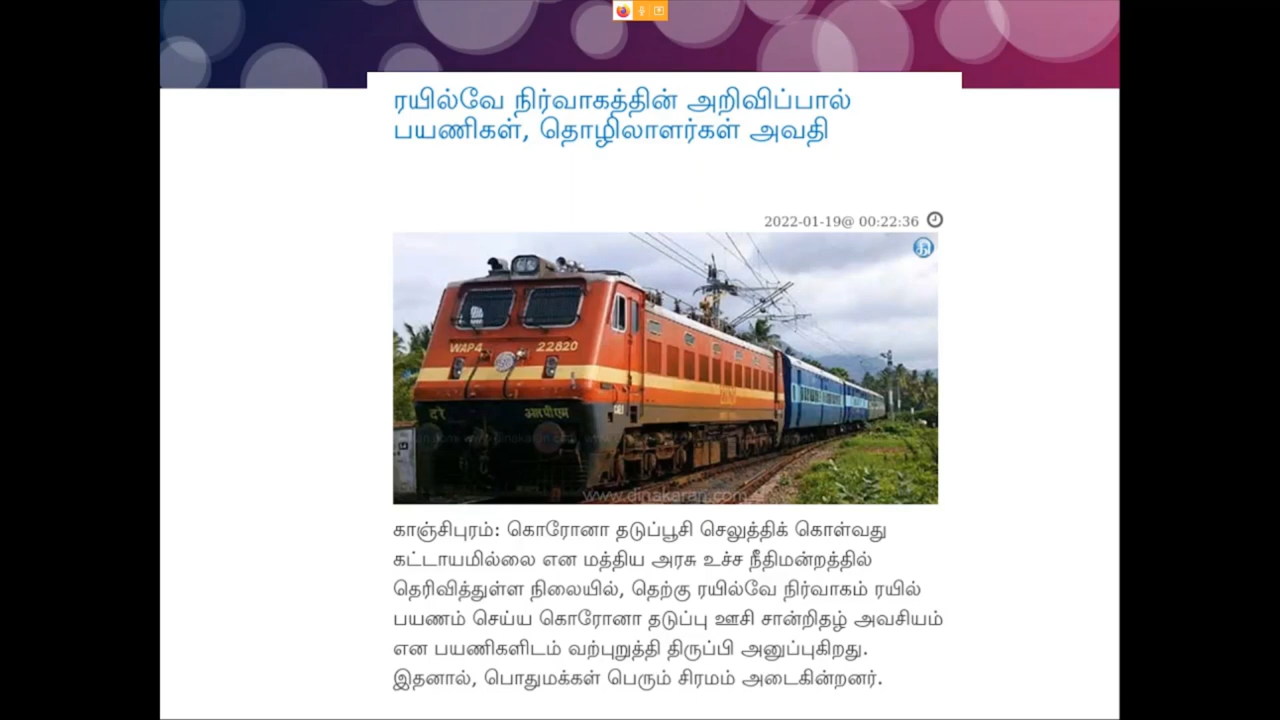 ரயில்வே நிர்வாகத்தின் அறிவிப்பால்
பயணிகள், தொழிலாளர்கள் அவதி
2022-01-19@ 00:22:36
WAP4 22820
द रे
www.dinakaran.com
காஞ்சிபுரம்: கொரோனா தடுப்பூசி செலுத்திக் கொள்வது
கட்டாயமில்லை என மத்திய அரசு உச்ச நீதிமன்றத்தில்
தெரிவித்துள்ள நிலையில், தெற்கு ரயில்வே நிர்வாகம் ரயில்
பயணம் செய்ய கொரோனா தடுப்பு ஊசி சான்றிதழ் அவசியம்
என பயணிகளிடம் வற்புறுத்தி திருப்பி அனுப்புகிறது.
இதனால், பொதுமக்கள் பெரும் சிரமம் அடைகின்றனர்.